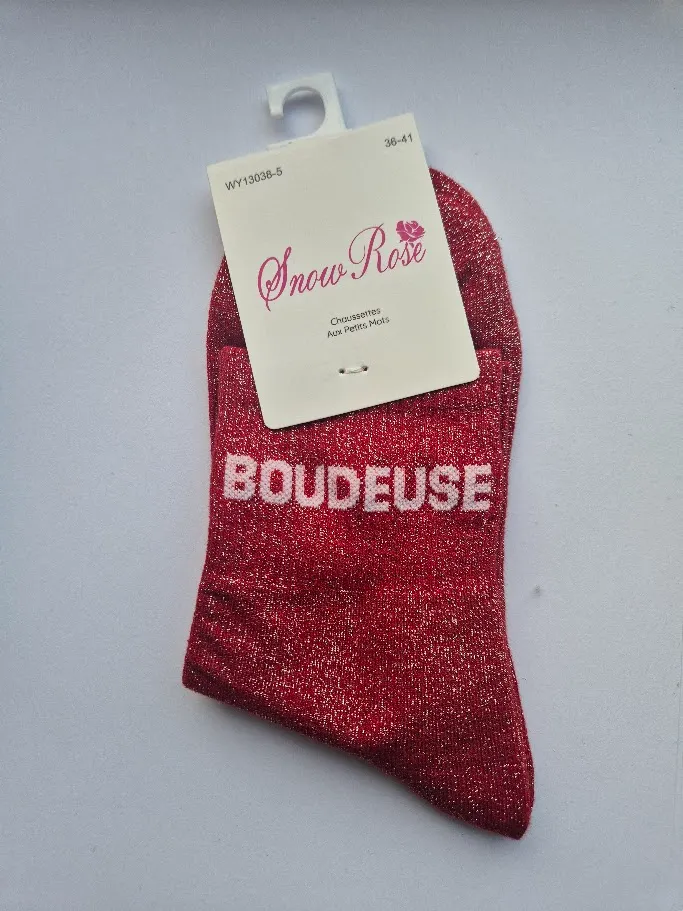 WY13038-5
36-41
Snow Rose
Chaussettes
Aux Petits Mots
BOUDEUSE